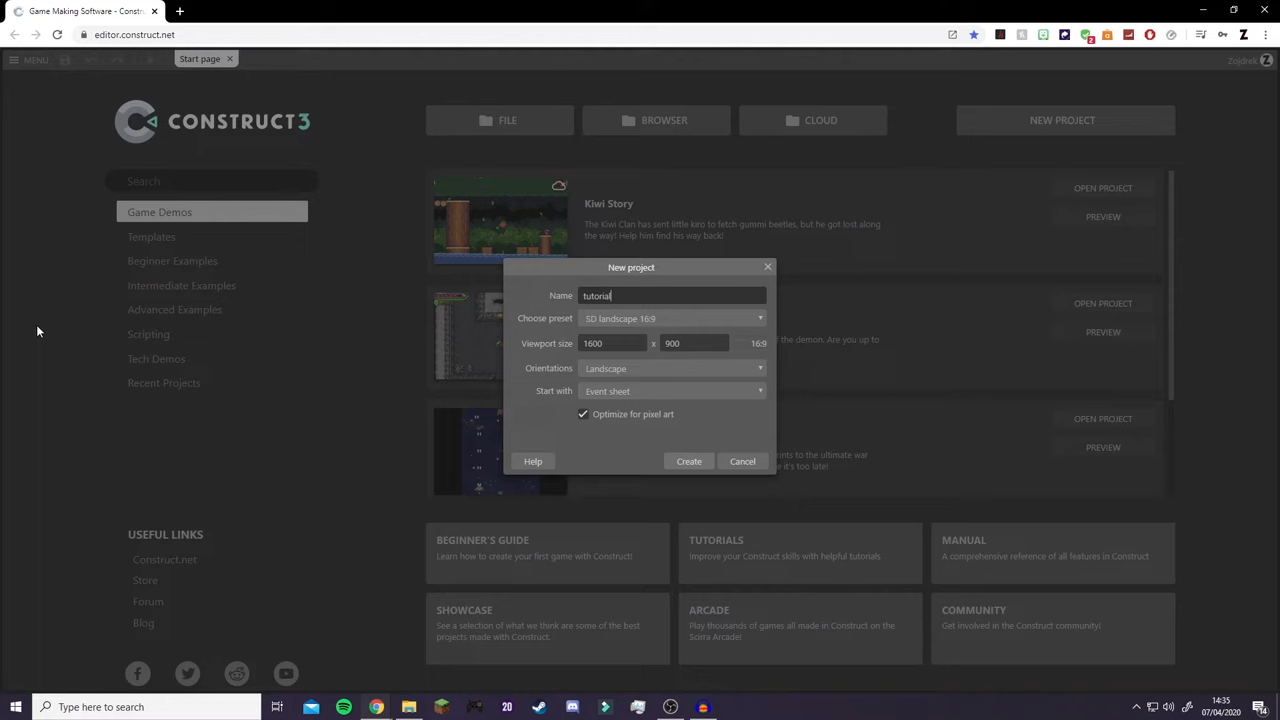 Game Making Software - Constru
editor.construct.net
2
Z
MENU
Start page
Zojdrek
Z
CONSTRUCT3
FILE
BROWSER
CLOUD
NEW PROJECT
Search
Game Demos
Templates
Beginner Examples
Intermediate Examples
Advanced Examples
Scripting
Tech Demos
Recent Projects
Kiwi Story
The Kiwi Clan has sent little kiro to fetch gummi beetles, but he got lost along
the way! Help him find his way back!
OPEN PROJECT
PREVIEW
of the demon. Are you up to
OPEN PROJECT
PREVIEW
to the ultimate war
it's too late!
OPEN PROJECT
PREVIEW
New project
Name
tutorial
Choose preset
SD landscape 16:9
Viewport size
1600
x
900
16:9
Orientations
Landscape
Start with
Event sheet
Optimize for pixel art
Help
Create
Cancel
USEFUL LINKS
Construct.net
Store
Forum
Blog
BEGINNER'S GUIDE
Learn how to create your first game with Construct!
TUTORIALS
Improve your Construct skills with helpful tutorials
MANUAL
A comprehensive reference of all features in Construct
SHOWCASE
See a selection of what we think are some of the best
projects made with Construct.
ARCADE
Play thousands of games all made in Construct on the
Scirra Arcade!
COMMUNITY
Get involved in the Construct community!
Type here to search
20
14:35
07/04/2020
14